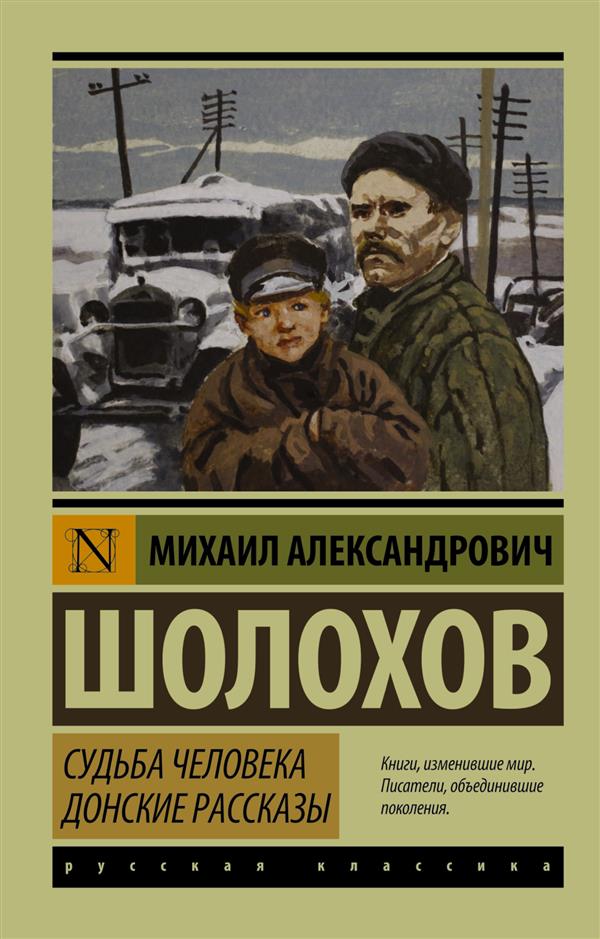 N
МИХАИЛ АЛЕКСАНДРОВИЧ
ШОЛОХОВ
СУДЬБА ЧЕЛОВЕКА
ДОНСКИЕ РАССКАЗЫ
Книги, изменившие мир.
Писатели, объединившие
поколения.
русская классика